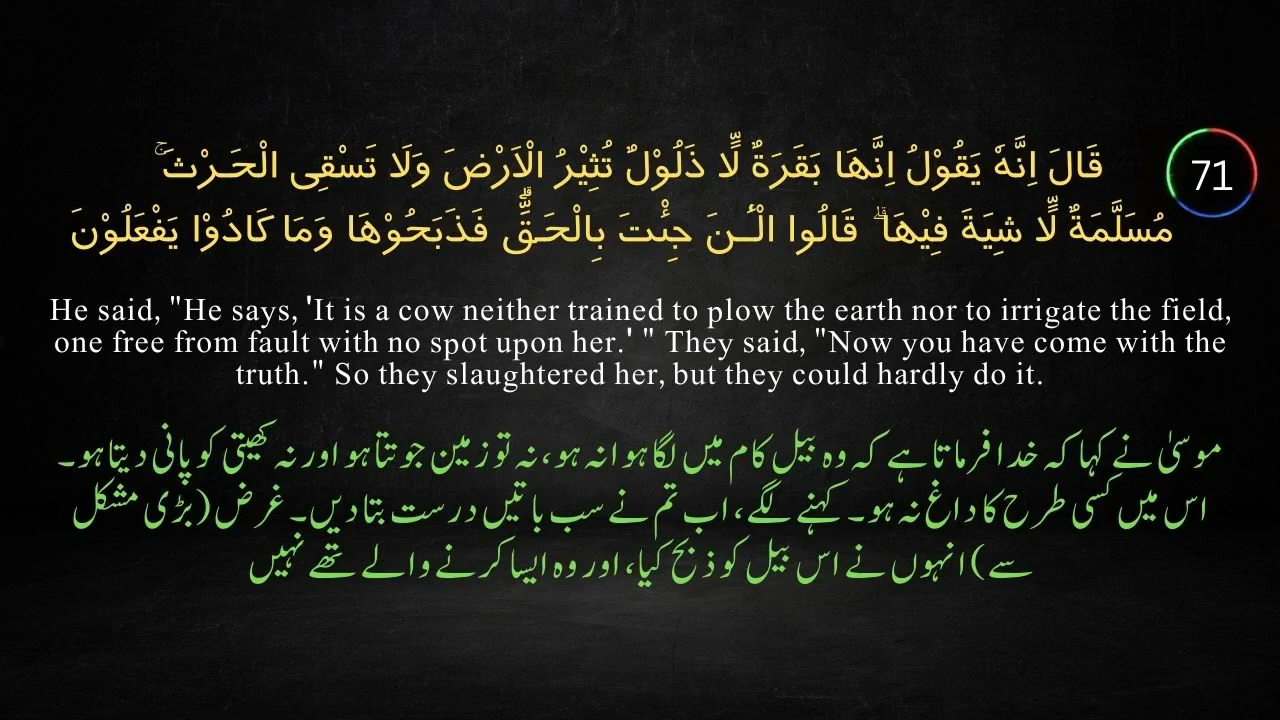 قَالَ اِنَّهٗ يَقُوْلُ اِنَّهَا بَقَرَةٌ لَّا ذَلُوْلٌ تُثِيْرُ الْاَرْضَ وَلَا تَسْقِى الْحَـرْثَ ۚ
71
مُسَلَّمَةٌ لَّا شِيَةَ فِيْهَا ۗ قَالُوا الْـٰٔـنَ جِئْتَ بِالْحَـقِّ ۗ فَذَبَحُوْهَا وَمَا كَادُوْا يَفْعَلُوْنَ
He said, "He says, 'It is a cow neither trained to plow the earth nor to irrigate the field,
one free from fault with no spot upon her.' " They said, "Now you have come with the
truth." So they slaughtered her, but they could hardly do it.
موسیٰ نے کہا کہ خدا فرماتا ہے کہ وہ بیل کام میں لگا ہوا نہ ہو، نہ تو زمین جوتتا ہو اور نہ کھیتی کو پانی دیتا ہو۔
اس میں کسی طرح کا داغ نہ ہو۔ کہنے لگے، اب تم نے سب باتیں درست بتا دیں۔ غرض (بڑی مشکل
سے) انہوں نے اس بیل کو ذبح کیا، اور وہ ایسا کرنے والے تھے نہیں